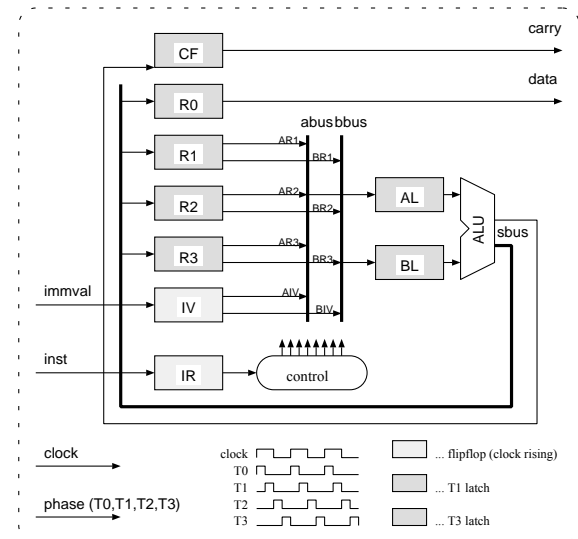 carry
CF
data
R0
abus bbus
AR1
R1
BR1
AR2
AL
R2
BR2
ALU
sbus
AR3
R3
BR3
BL
immval
AIV
IV
BIV
inst
IR
control
clock
clock
... flipflop (clock rising)
T0
T1
... T1 latch
phase (T0,T1,T2,T3)
T2
T3
... T3 latch